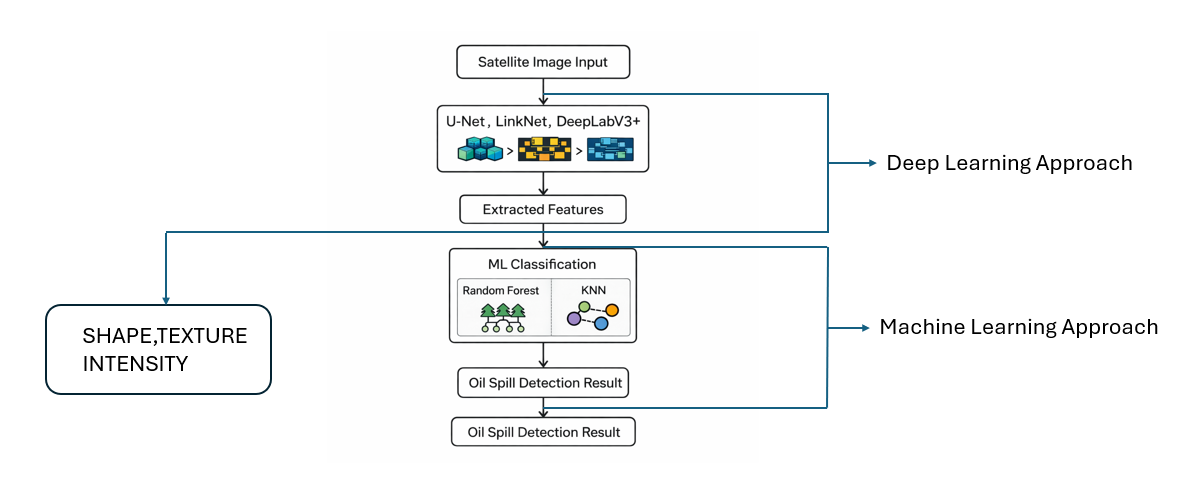 Satellite Image Input
U-Net, LinkNet, DeepLabV3+
> >
Deep Learning Approach
Extracted Features
ML Classification
Random Forest
KNN
SHAPE,TEXTURE
INTENSITY
Machine Learning Approach
Oil Spill Detection Result
Oil Spill Detection Result